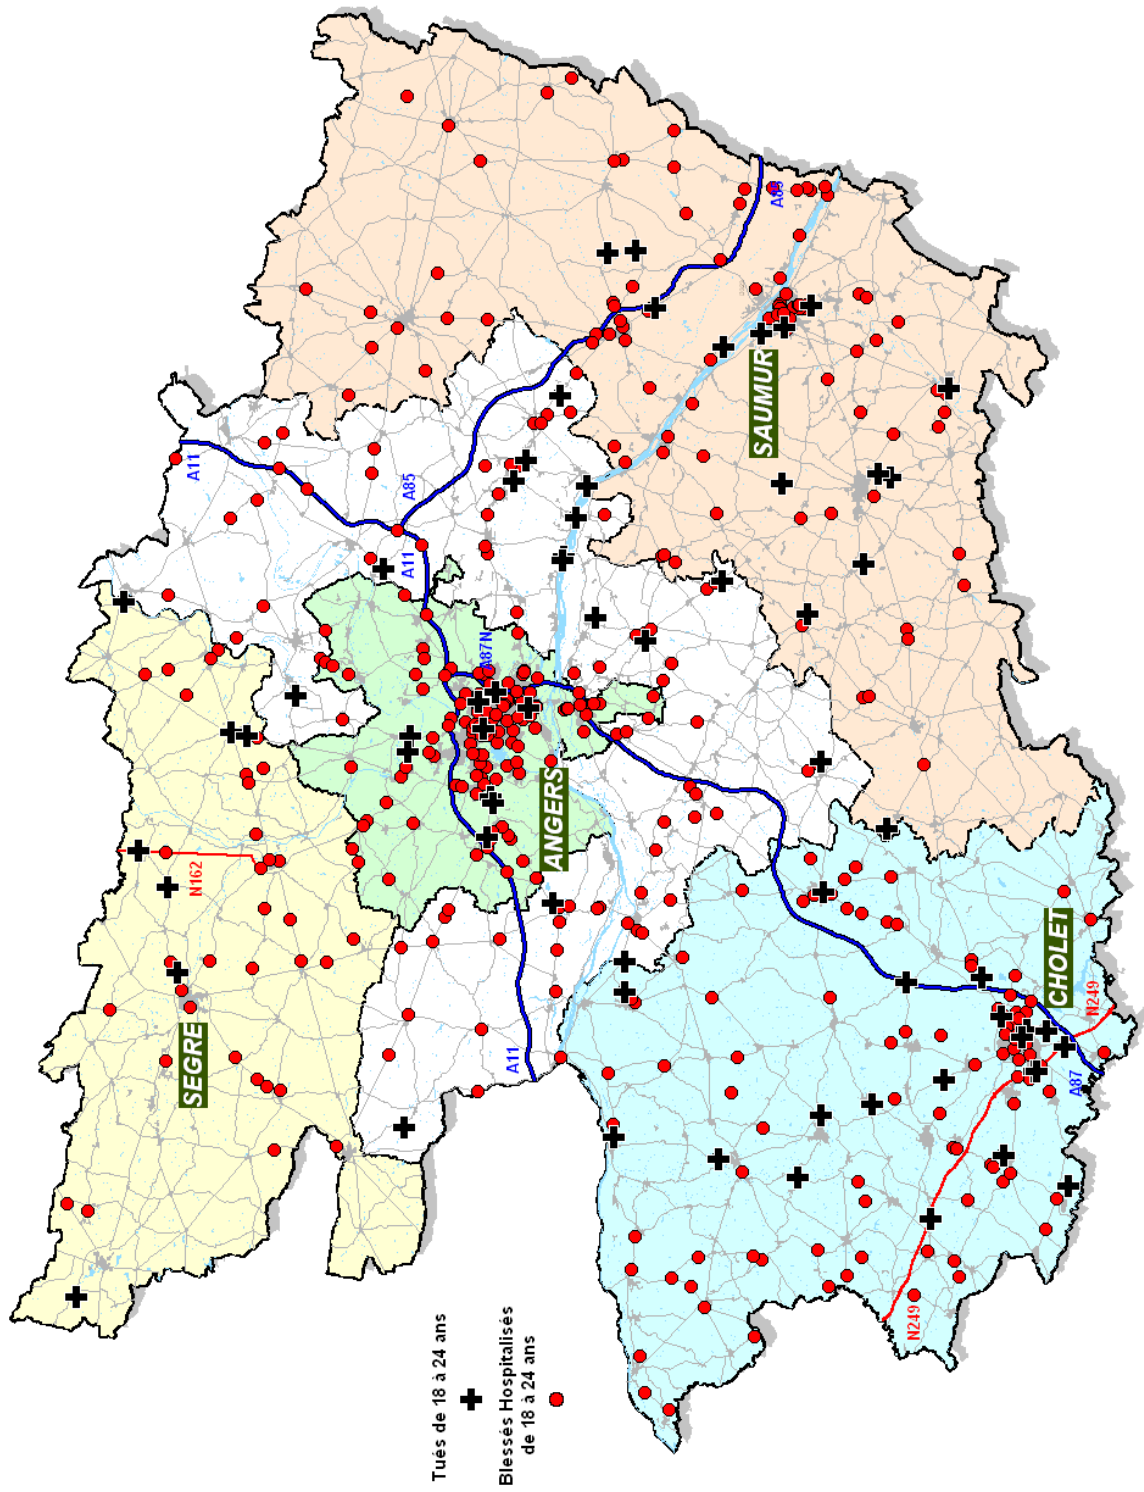 A11
A85
A11
A87N
A85
SAUMUR
N162
ANGERS
SEGRE
A11
CHOLET
N249
A87
N249
Tués de 18 à 24 ans
Blessés Hospitalisés
de 18 à 24 ans